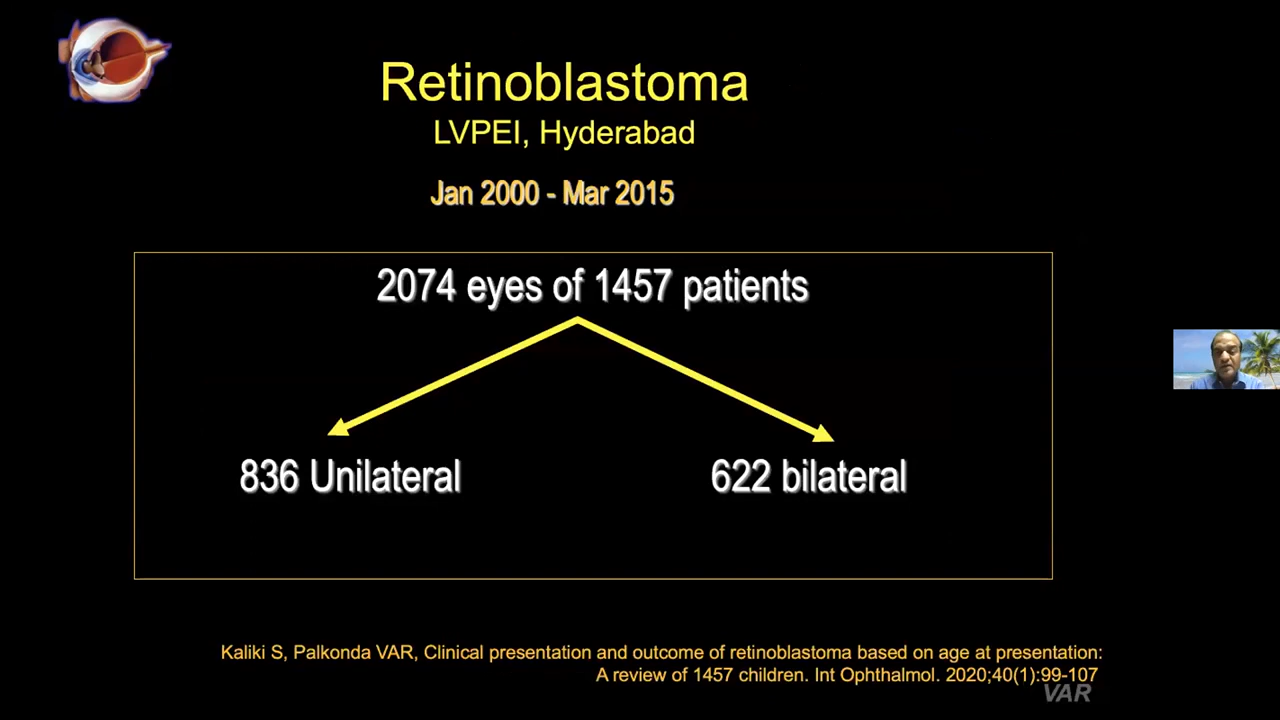 Retinoblastoma
LVPEI, Hyderabad
Jan 2000 - Mar 2015
2074 eyes of 1457 patients
836 Unilateral
622 bilateral
Kaliki S, Palkonda VAR, Clinical presentation and outcome of retinoblastoma based on age at presentation:
A review of 1457 children. Int Ophthalmol. 2020;40(1):99-107
VAR